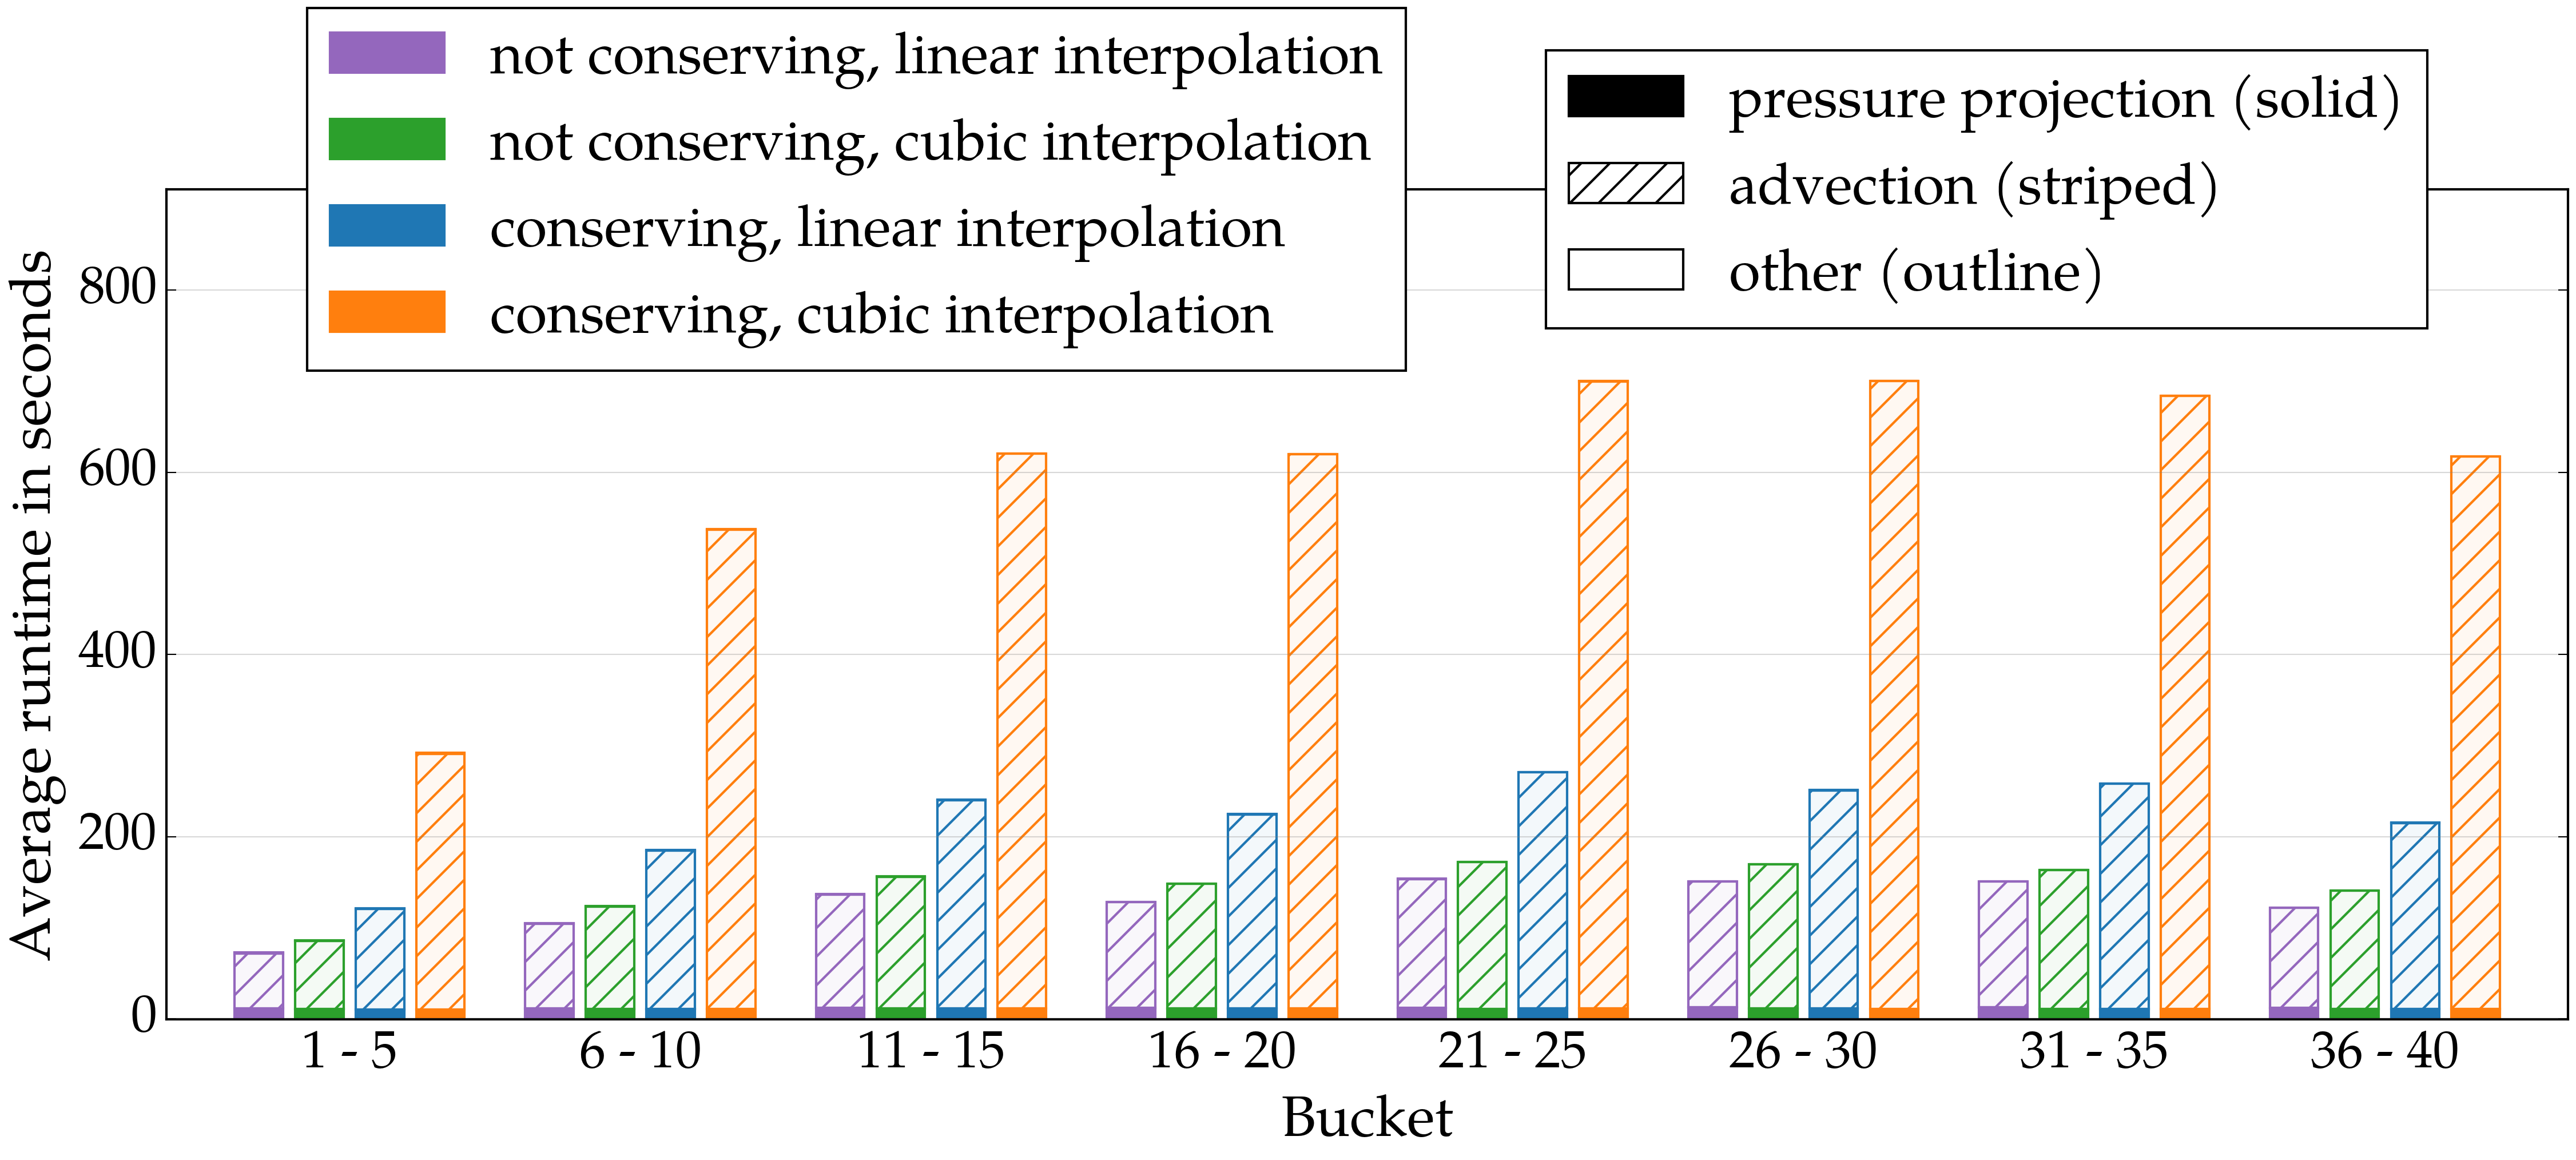 not conserving, linear interpolation
not conserving, cubic interpolation
conserving, linear interpolation
conserving, cubic interpolation
pressure projection (solid)
advection (striped)
other (outline)
Average runtime in seconds
800
600
400
200
0
1 - 5
6 - 10
11 - 15
16 - 20
21 - 25
26 - 30
31 - 35
36 - 40
Bucket